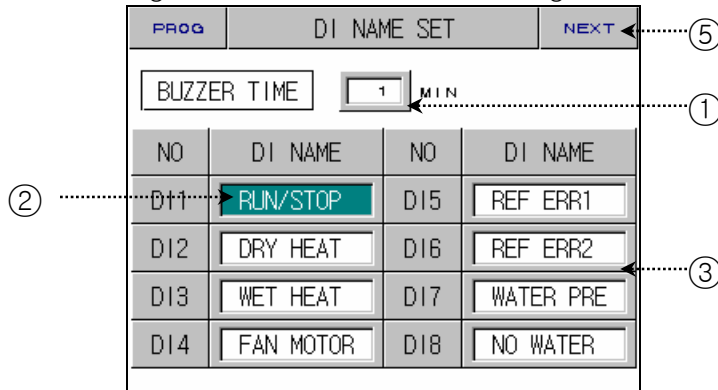 PROG DI NAME SET NEXT ⑤
BUZZER TIME 1 MIN
①
NO DI NAME NO DI NAME
② DI1 RUN/STOP DI5 REF ERR1
DI2 DRY HEAT DI6 REF ERR2
③
DI3 WET HEAT DI7 WATER PRE
DI4 FAN MOTOR DI8 NO WATER